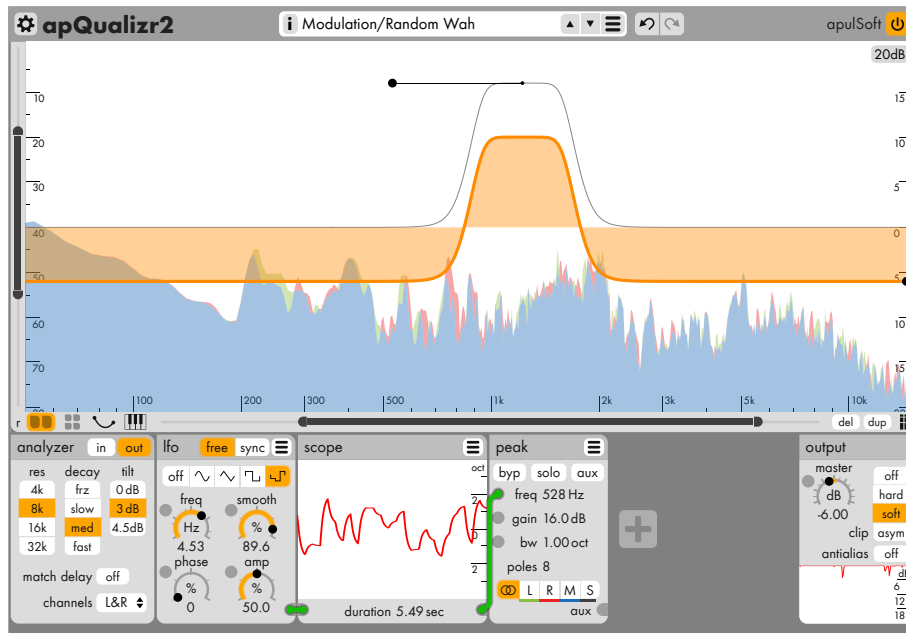 apQualizr2
i Modulation/Random Wah
apulSoft
20dB
10 15
20 10
30 5
40 0
50 5
60 10
70 15
100 200 300 500 1k 2k 3k 5k 10k
r del dup
analyzer in out
res decay tilt
4k frz 0 dB
8k slow 3 dB
16k med 4.5dB
32k fast
match delay off
channels L&R
lfo free sync
off
freq smooth
Hz %
4.53 89.6
phase amp
% %
0 50.0
scope
oct
2
0
2
duration 5.49 sec
peak
byp solo aux
freq 528 Hz
gain 16.0 dB
bw 1.00 oct
poles 8
L R M S
aux
output
master off
dB hard
-6.00 soft
clip asym
antialias off
6
12
18